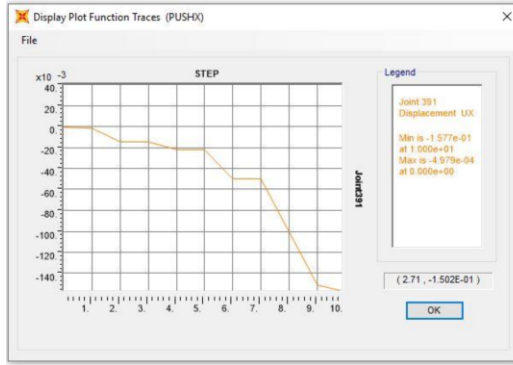 Display Plot Function Traces (PUSHX)
File
x10 -3
STEP
40.
20.
0.
-20.
-40.
-60.
-80.
-100.
-120.
-140.
1. 2. 3. 4. 5. 6. 7. 8. 9. 10.
Joint391
Legend
Joint 391
Displacement UX
Min is -1.577e-01
at 1.000e+01
Max is -4.979e-04
at 0.000e+00
( 2.71 , -1.502E-01 )
OK